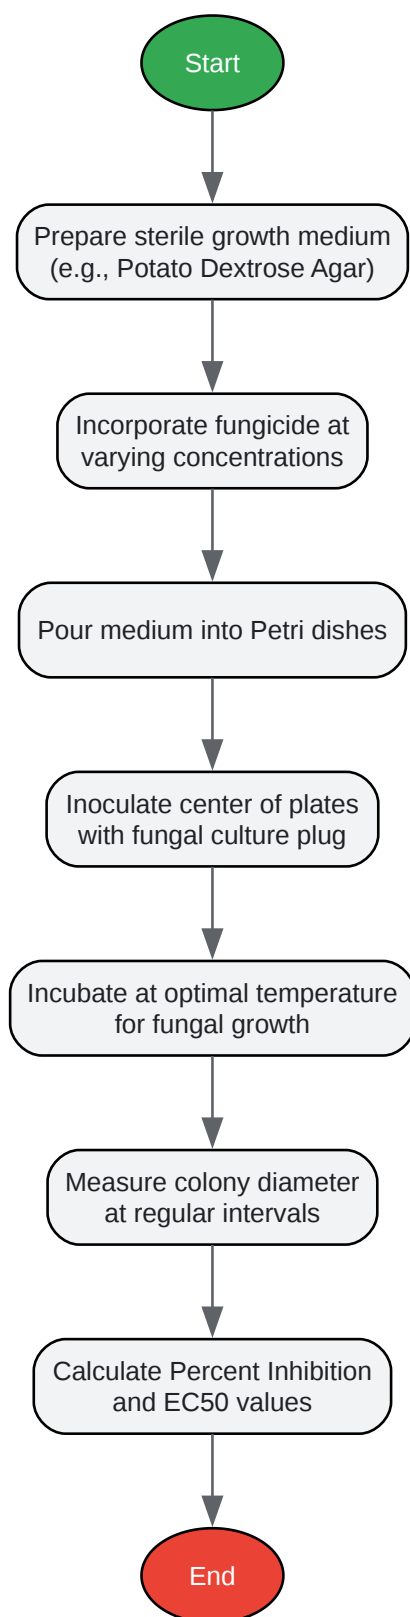 Start
Prepare sterile growth medium
(e.g., Potato Dextrose Agar)
Incorporate fungicide at
varying concentrations
Pour medium into Petri dishes
Inoculate center of plates
with fungal culture plug
Incubate at optimal temperature
for fungal growth
Measure colony diameter
at regular intervals
Calculate Percent Inhibition
and EC50 values
End